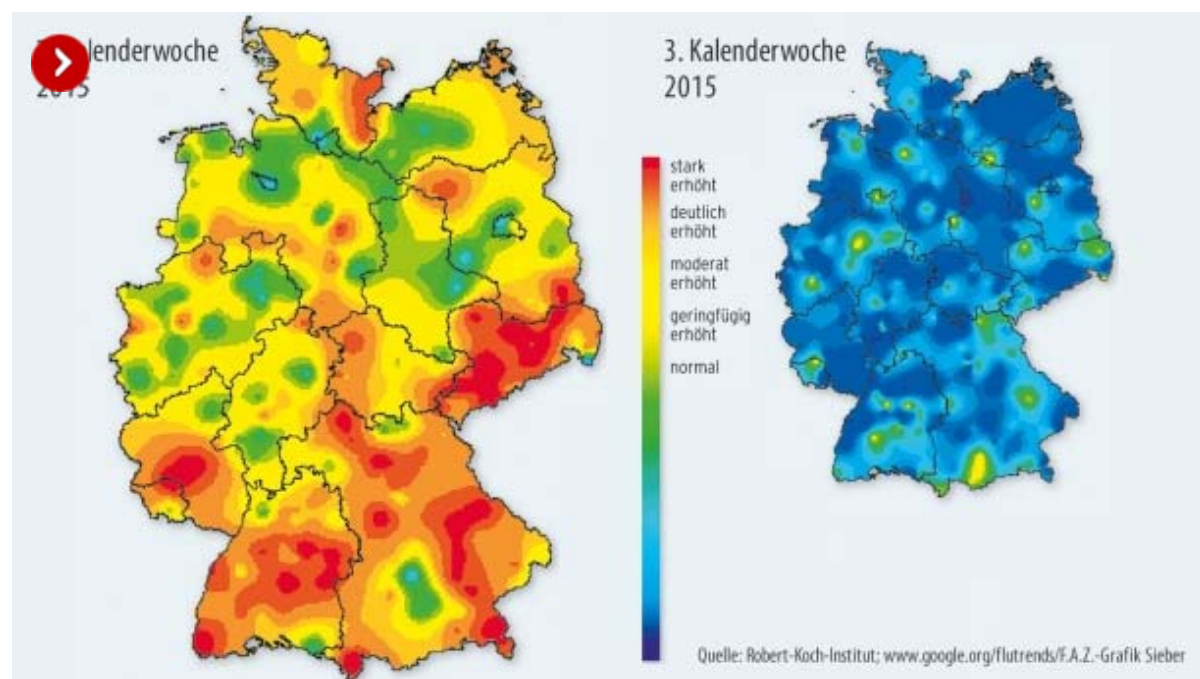 lenderwoche
2015
3. Kalenderwoche
2015
stark
erhöht
deutlich
erhöht
moderat
erhöht
geringfügig
erhöht
normal
Quelle: Robert-Koch-Institut; www.google.org/flutrends/F.A.Z.-Grafik Sieber